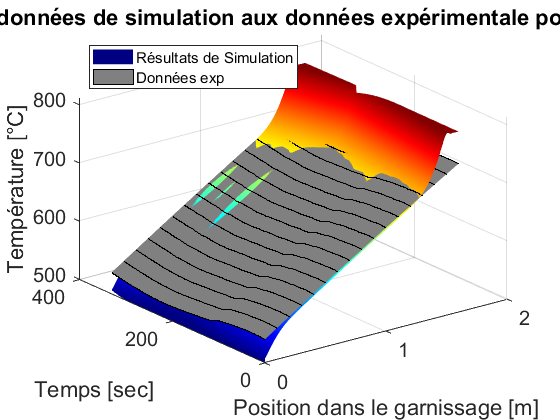 données de simulation aux données expérimentale po
Résultats de Simulation
Données exp
800
700
600
500
Température [°C]
400
200
0
Temps [sec]
0
1
2
Position dans le garnissage [m]